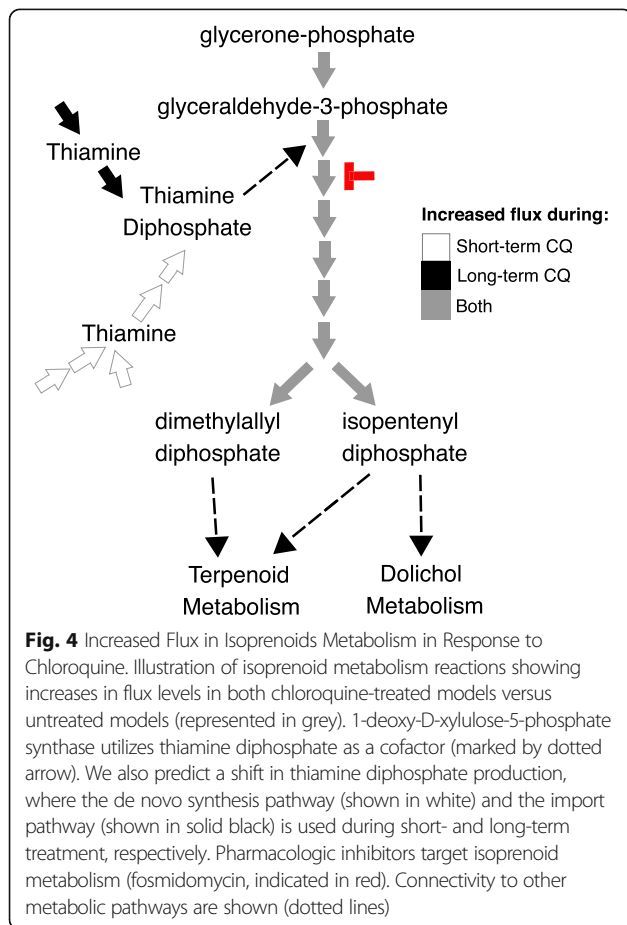 glycerone-phosphate
glyceraldehyde-3-phosphate
Thiamine
Thiamine
Diphosphate
Thiamine
Increased flux during:
Short-term CQ
Long-term CQ
Both
dimethylallyl
diphosphate
isopentenyl
diphosphate
Terpenoid
Metabolism
Dolichol
Metabolism
Fig. 4 Increased Flux in Isoprenoids Metabolism in Response to
Chloroquine. Illustration of isoprenoid metabolism reactions showing
increases in flux levels in both chloroquine-treated models versus
untreated models (represented in grey). 1-deoxy-D-xylulose-5-phosphate
synthase utilizes thiamine diphosphate as a cofactor (marked by dotted
arrow). We also predict a shift in thiamine diphosphate production,
where the de novo synthesis pathway (shown in white) and the import
pathway (shown in solid black) is used during short- and long-term
treatment, respectively. Pharmacologic inhibitors target isoprenoid
metabolism (fosmidomycin, indicated in red). Connectivity to other
metabolic pathways are shown (dotted lines)